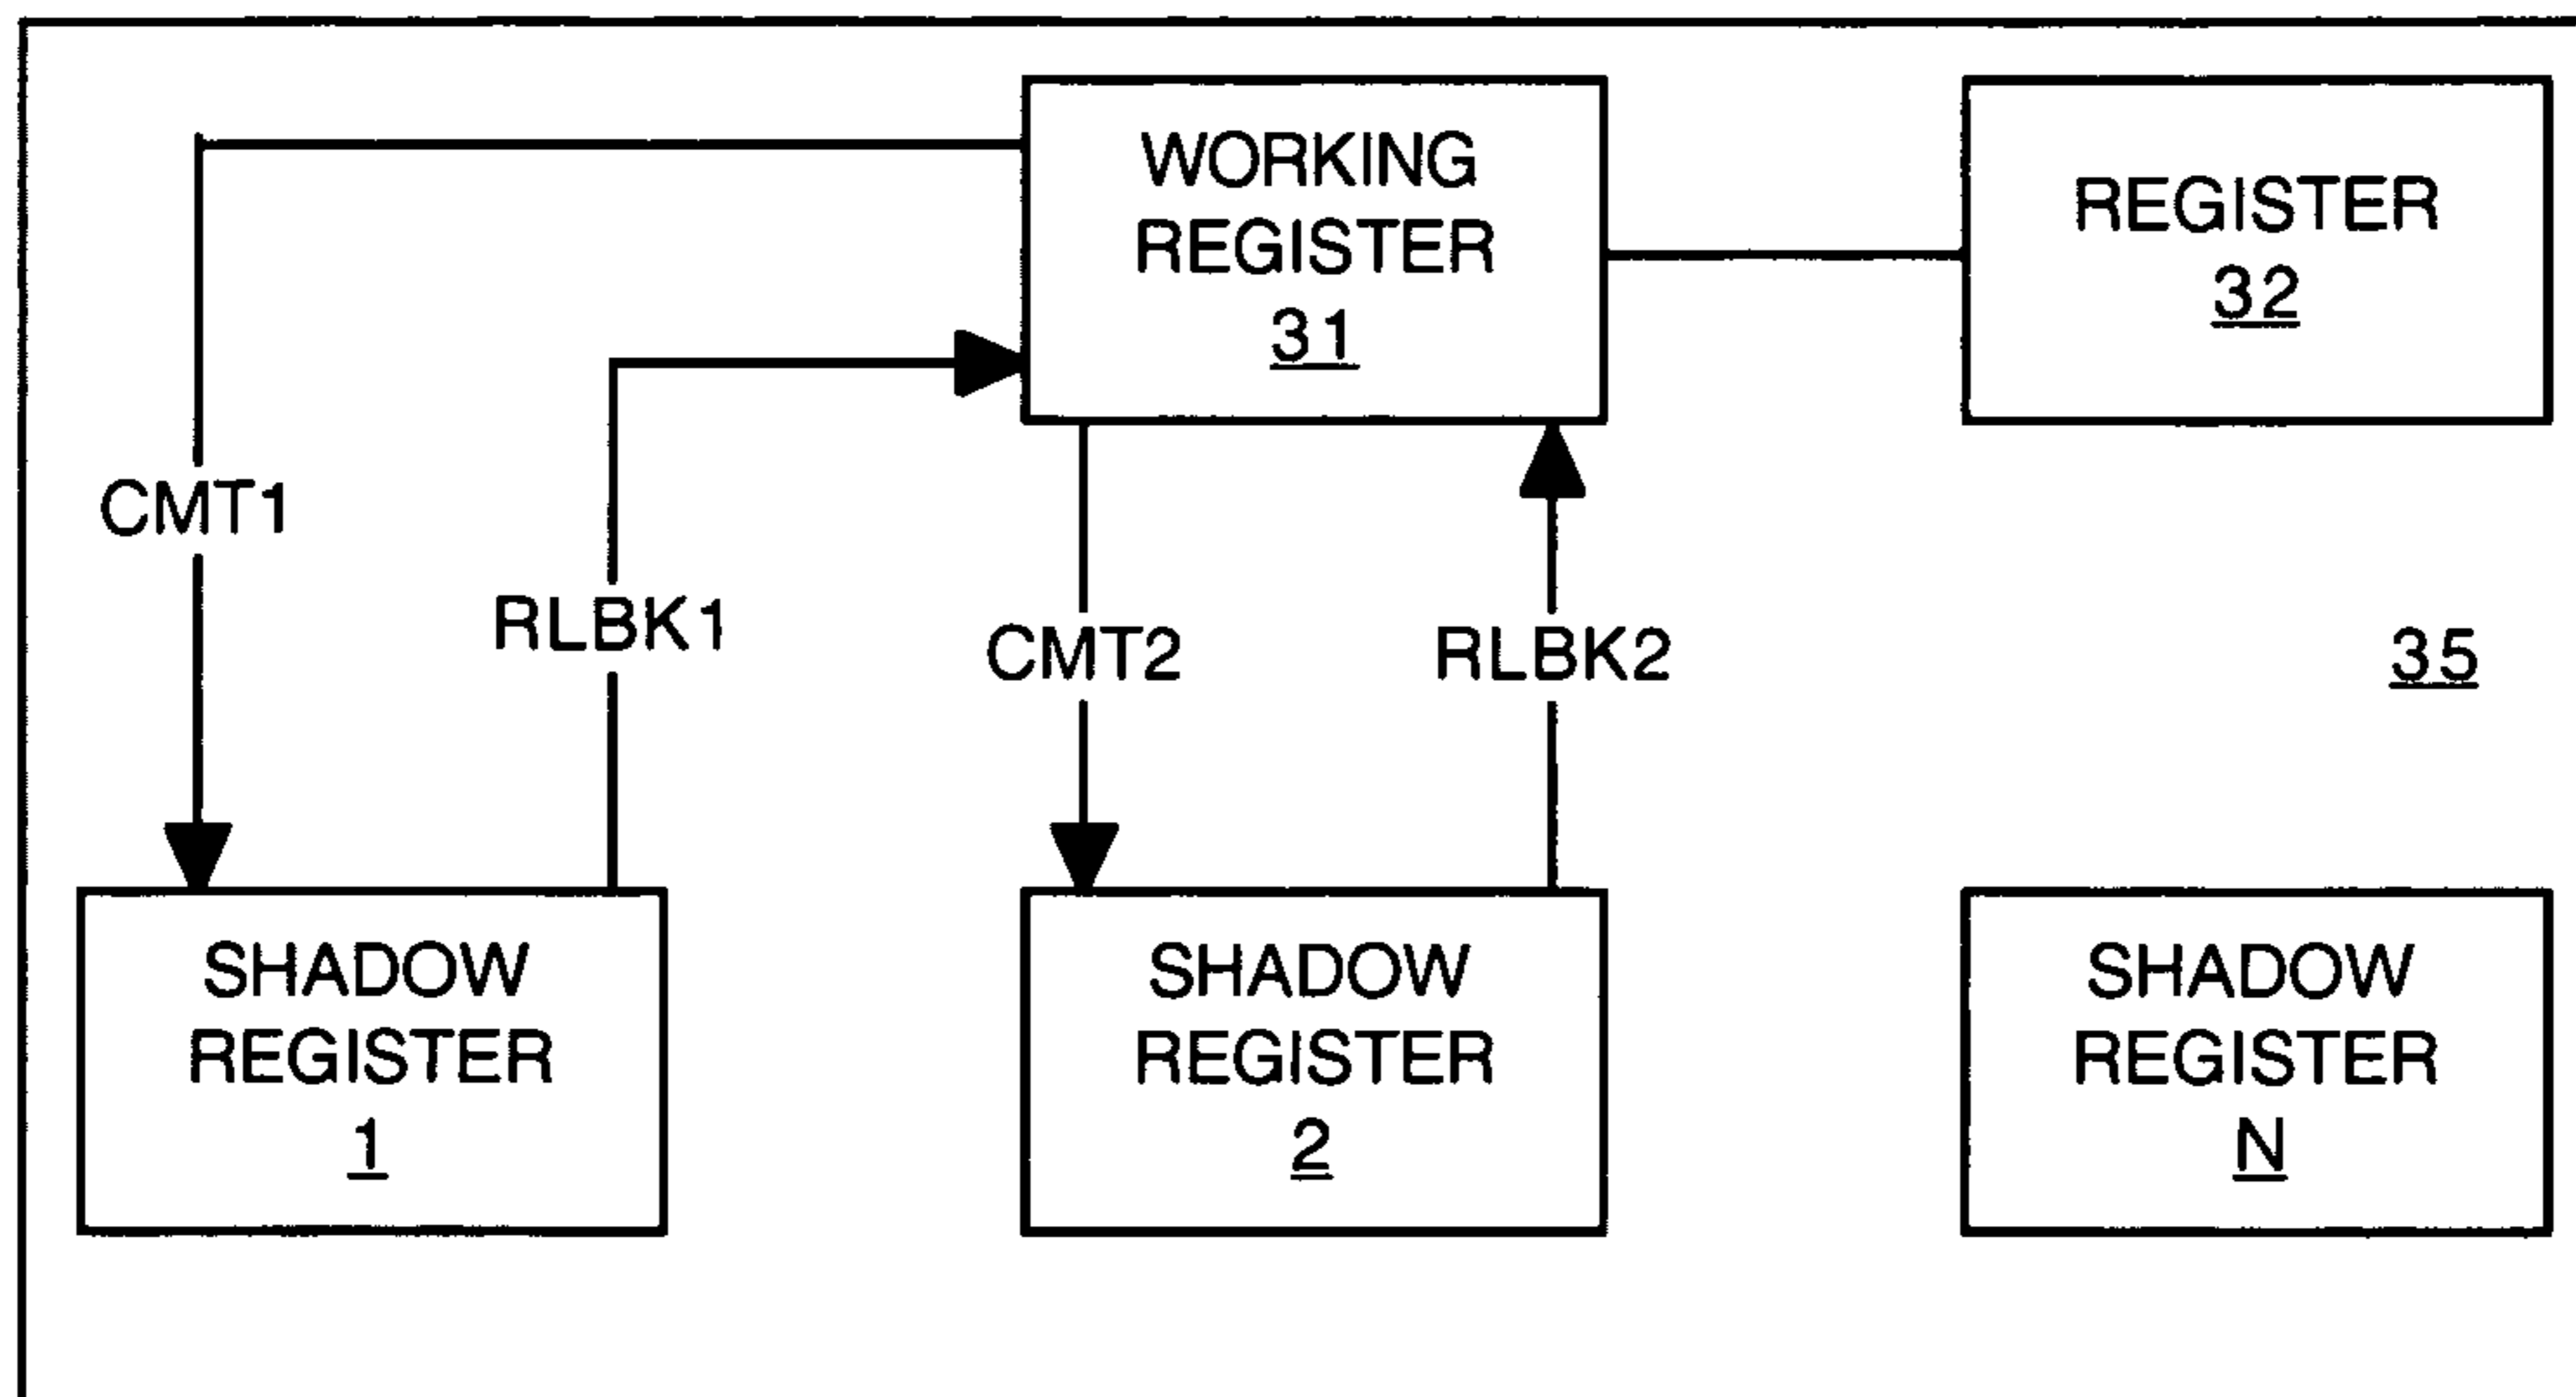 WORKING
REGISTER
31
REGISTER
32
CMT1
RLBK1
CMT2
RLBK2
35
SHADOW
REGISTER
1
SHADOW
REGISTER
2
SHADOW
REGISTER
N